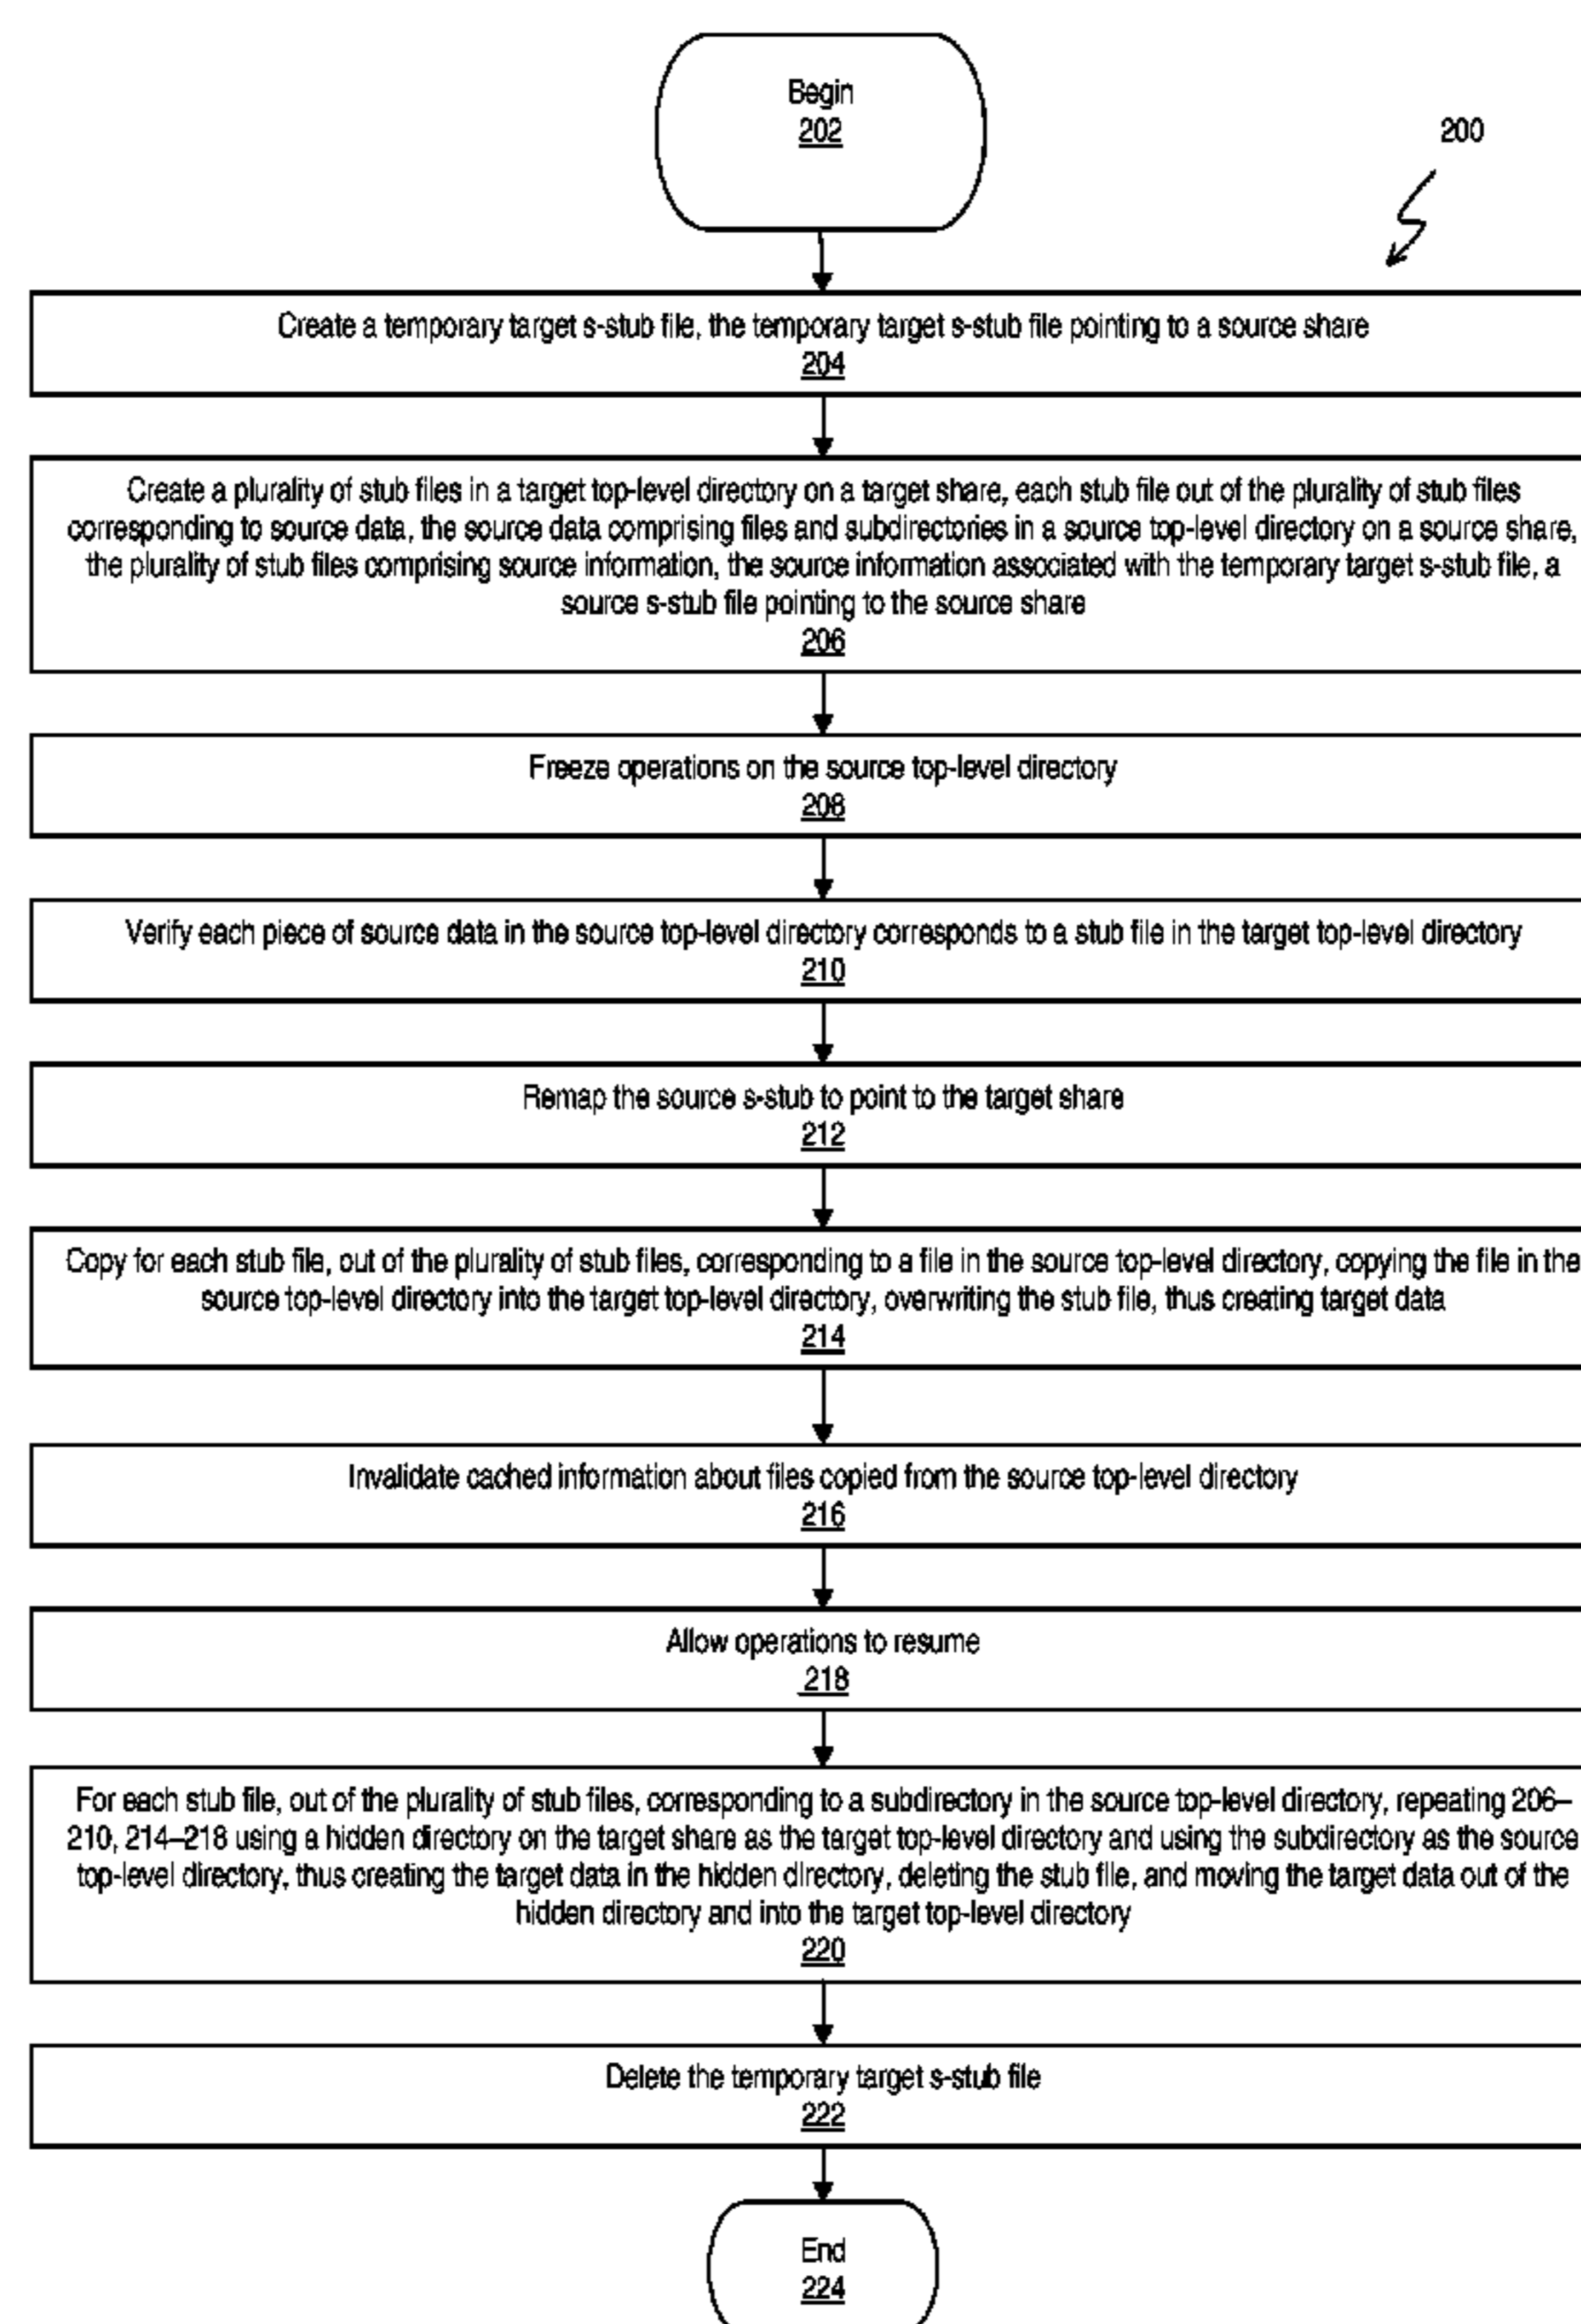 Begin
202
200
Create a temporary target s-stub file, the temporary target s-stub file pointing to a source share
204
Create a plurality of stub files in a target top-level directory on a target share, each stub file out of the plurality of stub files
corresponding to source data, the source data comprising files and subdirectories in a source top-level directory on a source share,
the plurality of stub files comprising source information, the source information associated with the temporary target s-stub file, a
source s-stub file pointing to the source share
206
Freeze operations on the source top-level directory
208
Verify each piece of source data in the source top-level directory corresponds to a stub file in the target top-level directory
210
Remap the source s-stub to point to the target share
212
Copy for each stub file, out of the plurality of stub files, corresponding to a file in the source top-level directory, copying the file in the
source top-level directory into the target top-level directory, overwriting the stub file, thus creating target data
214
Invalidate cached information about files copied from the source top-level directory
216
Allow operations to resume
218
For each stub file, out of the plurality of stub files, corresponding to a subdirectory in the source top-level directory, repeating 206–
210, 214–218 using a hidden directory on the target share as the target top-level directory and using the subdirectory as the source
top-level directory, thus creating the target data in the hidden directory, deleting the stub file, and moving the target data out of the
hidden directory and into the target top-level directory
220
Delete the temporary target s-stub file
222
End
224